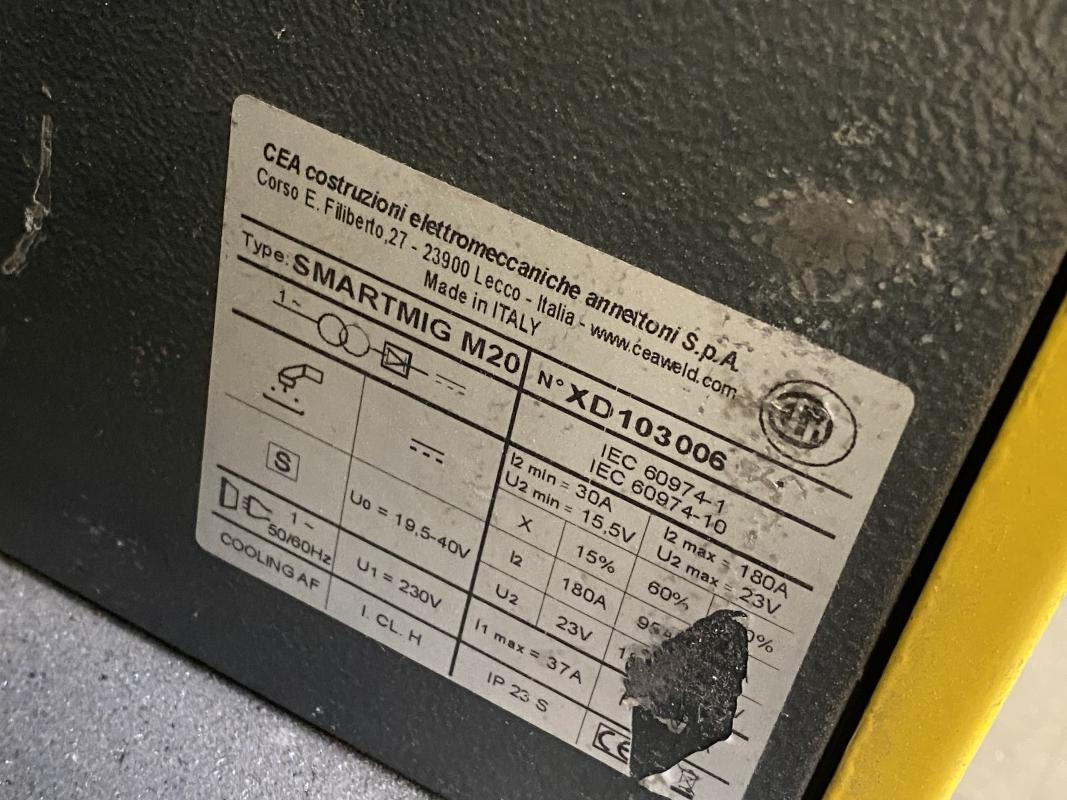 CEA costruzioni elettromeccaniche annettoni S.p.A.
Corso E. Filiberto,27 - 23900 Lecco - Italia - www.ceaweld.com
Made in ITALY
Type: SMARTMIG M20 N° XD103006
1~
IEC 60974-1
IEC 60974-10
I2 min = 30A I2 max = 180A
U2 min = 15,5V U2 max = 23V
S U0 = 19,5-40V
X 15% 60%
I2 180A
U2 23V
1~ 50/60Hz U1 = 230V I1 max = 37A
COOLING AF I. CL. H IP 23 S CE